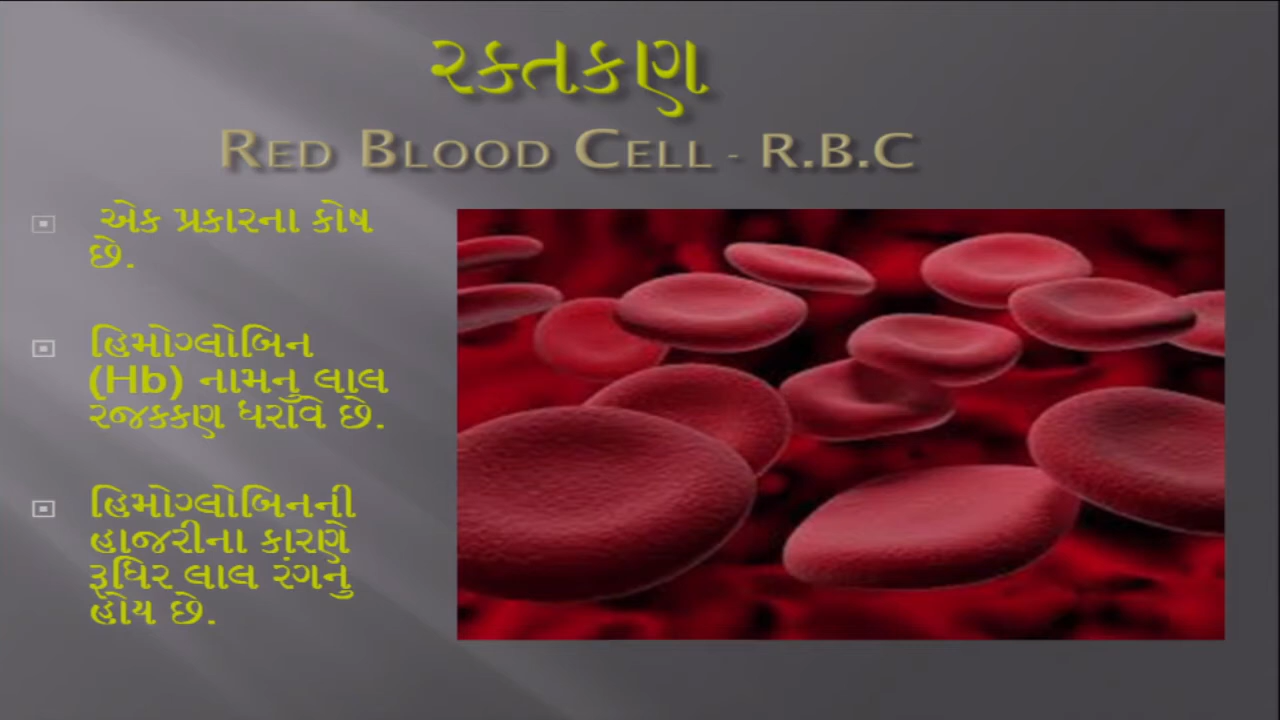 રક્તકણ
RED BLOOD CELL - R.B.C
એક પ્રકારના કોષ
છે.
હિમોગ્લોબિન
(Hb) નામનુ લાલ
રજકકણ ધરાવે છે.
હિમોગ્લોબિનની
હાજરીના કારણે
રૂધિર લાલ રંગનુ
હોય છે.